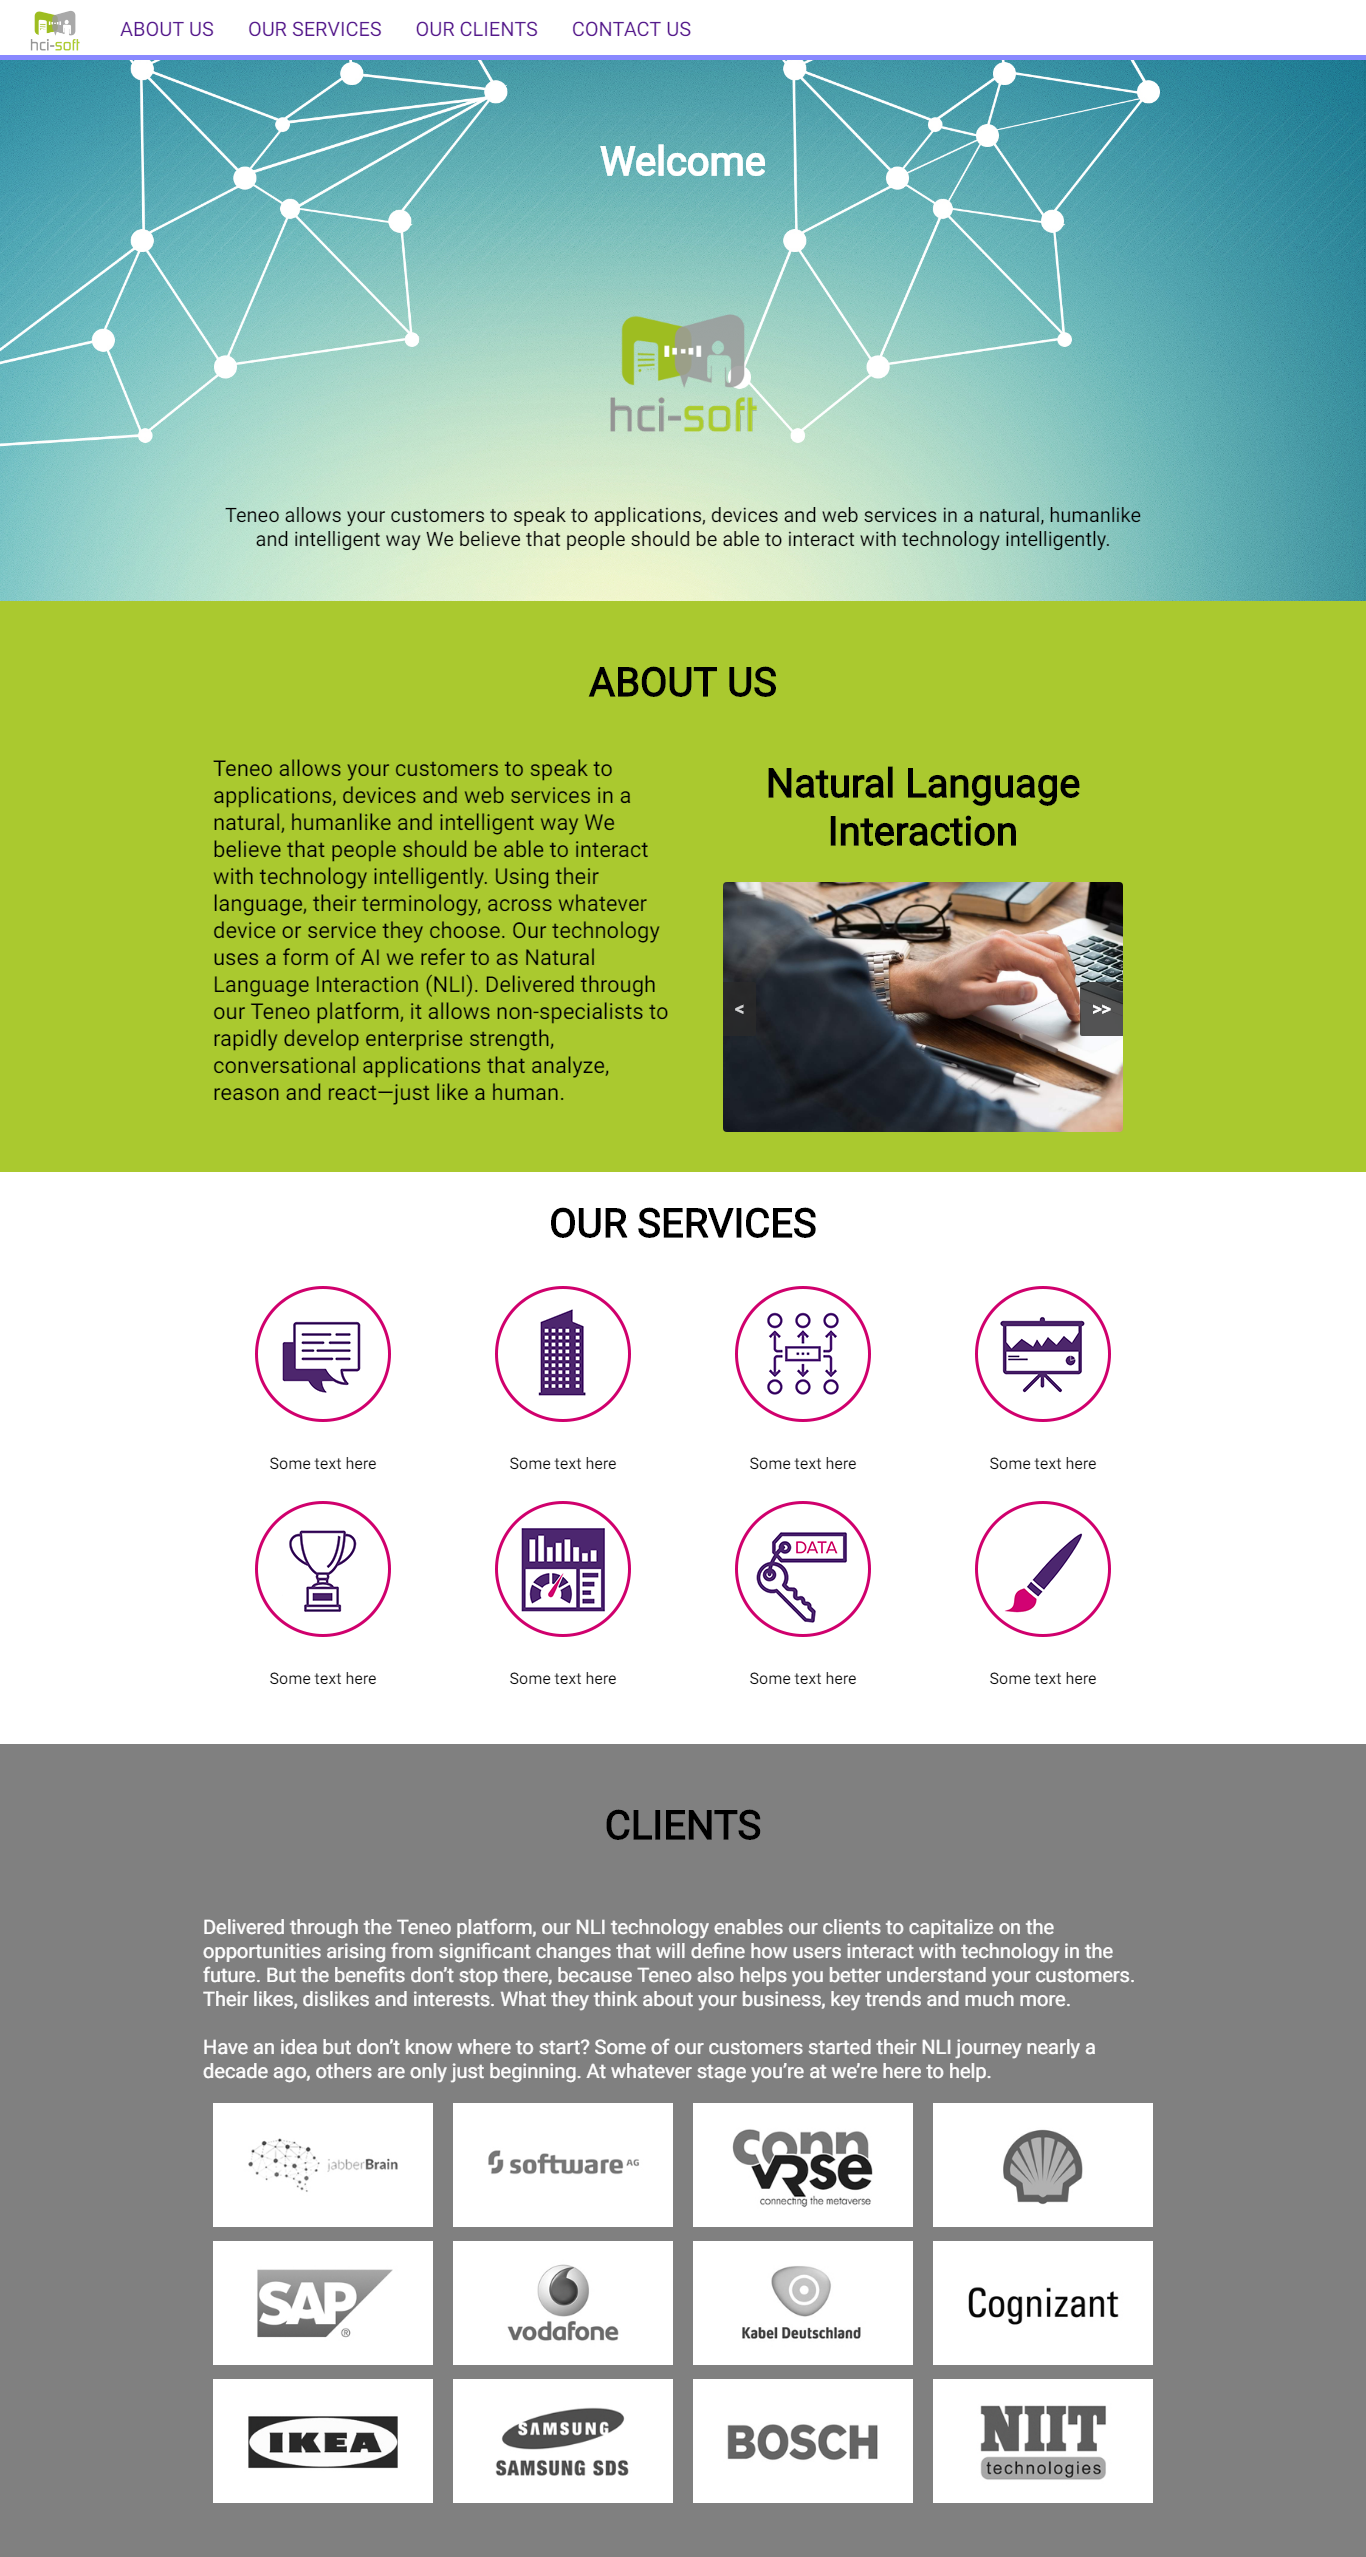 hci-soft
ABOUT US
OUR SERVICES
OUR CLIENTS
CONTACT US
Welcome
hci-soft
Teneo allows your customers to speak to applications, devices and web services in a natural, humanlike
and intelligent way We believe that people should be able to interact with technology intelligently.
ABOUT US
Teneo allows your customers to speak to
applications, devices and web services in a
natural, humanlike and intelligent way We
believe that people should be able to interact
with technology intelligently. Using their
language, their terminology, across whatever
device or service they choose. Our technology
uses a form of AI we refer to as Natural
Language Interaction (NLI). Delivered through
our Teneo platform, it allows non-specialists to
rapidly develop enterprise strength,
conversational applications that analyze,
reason and react—just like a human.
Natural Language
Interaction
<
>>
OUR SERVICES
Some text here
Some text here
Some text here
Some text here
DATA
Some text here
Some text here
Some text here
Some text here
CLIENTS
Delivered through the Teneo platform, our NLI technology enables our clients to capitalize on the
opportunities arising from significant changes that will define how users interact with technology in the
future. But the benefits don’t stop there, because Teneo also helps you better understand your customers.
Their likes, dislikes and interests. What they think about your business, key trends and much more.
Have an idea but don’t know where to start? Some of our customers started their NLI journey nearly a
decade ago, others are only just beginning. At whatever stage you’re at we’re here to help.
jabberBrain
software AG
conn
VRse
connecting the metaverse
SAP ®
vodafone
Kabel Deutschland
Cognizant
IKEA
SAMSUNG
SAMSUNG SDS
BOSCH
NIIT
technologies